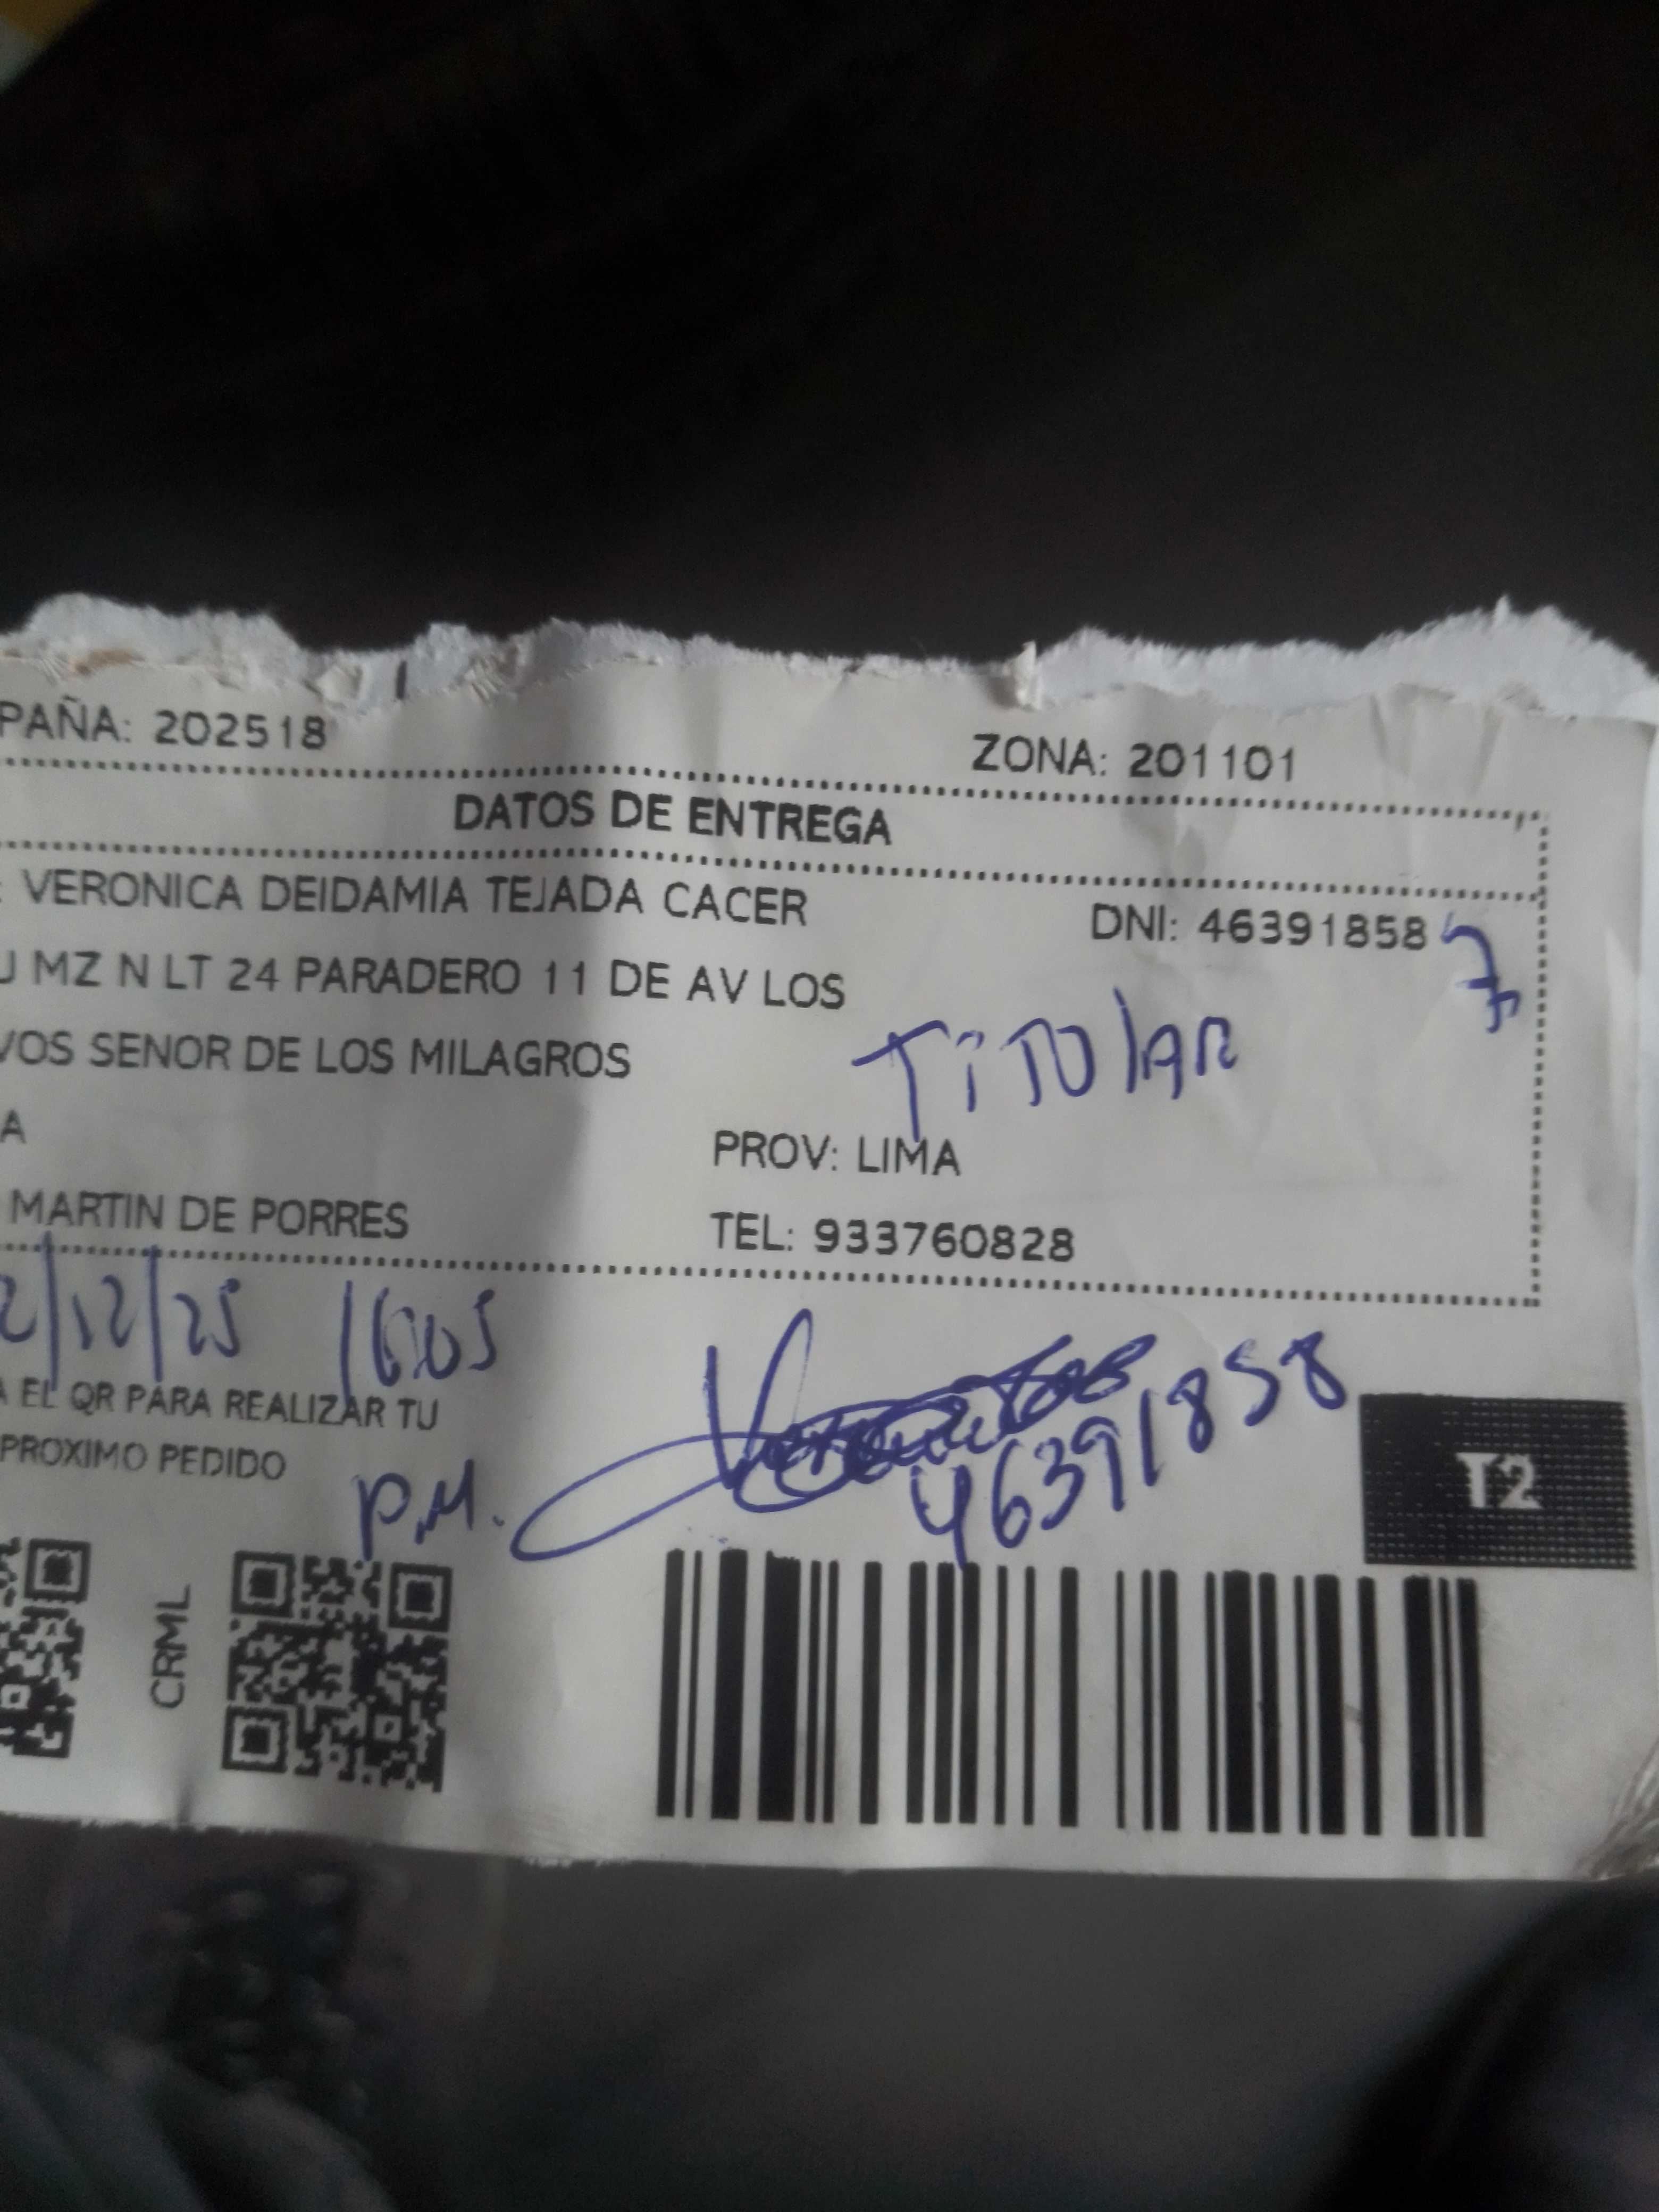 PAÑA: 202518 ZONA: 201101
DATOS DE ENTREGA
: VERONICA DEIDAMIA TEJADA CACER DNI: 46391858
J MZ N LT 24 PARADERO 11 DE AV LOS
VOS SENOR DE LOS MILAGROS TiTUlAR
A PROV: LIMA
MARTIN DE PORRES TEL: 933760828
2/12/25 16:05
A EL QR PARA REALIZAR TU
PROXIMO PEDIDO
P.M. 46391858
T2
CRML